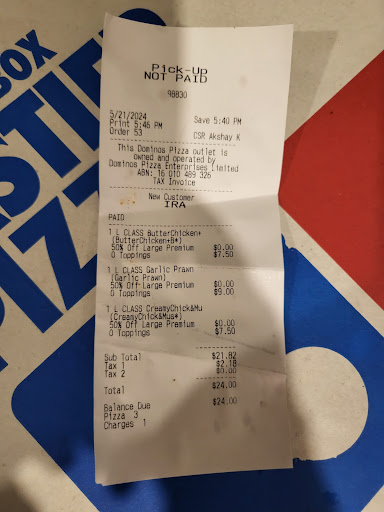 BOX
Pick-Up
NOT PAID
98830
5/21/2024 Save 5:40 PM
Print 5:46 PM
Order 53 CSR Akshay K
This Dominos Pizza outlet is
owned and operated by
Dominos Pizza Enterprises Limited
ABN: 16 010 489 326
TAX Invoice
New Customer
IRA
PAID
1 L CLASS ButterChicken*
(ButterChicken+B*)
50% Off Large Premium $0.00
0 Toppings $7.50
1 L CLASS Garlic Prawn
(Garlic Prawn)
50% Off Large Premium $0.00
0 Toppings $9.00
1 L CLASS CreamyChick&Mu
(CreamyChick&Mus*)
50% Off Large Premium $0.00
0 Toppings $7.50
Sub Total $21.82
Tax 1 $2.18
Tax 2 $0.00
Total $24.00
Balance Due $24.00
Pizza 3
Charges 1